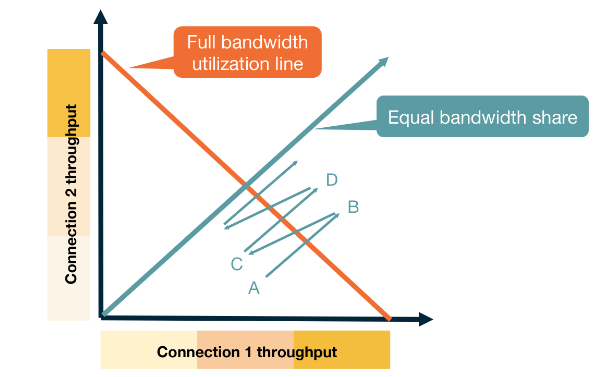 Full bandwidth
utilization line
Equal bandwidth share
Connection 2 throughput
D
B
C
A
Connection 1 throughput